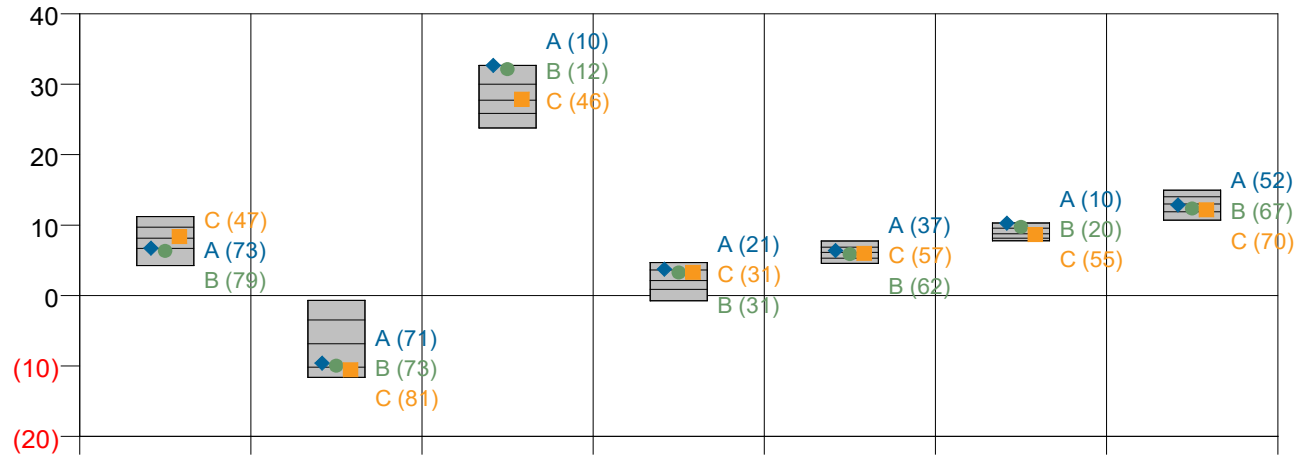 40
30
20
10
0
(10)
(20)
C (47)
A (73)
B (79)
A (71)
B (73)
C (81)
A (10)
B (12)
C (46)
A (21)
C (31)
B (31)
A (37)
C (57)
B (62)
A (10)
B (20)
C (55)
A (52)
B (67)
C (70)